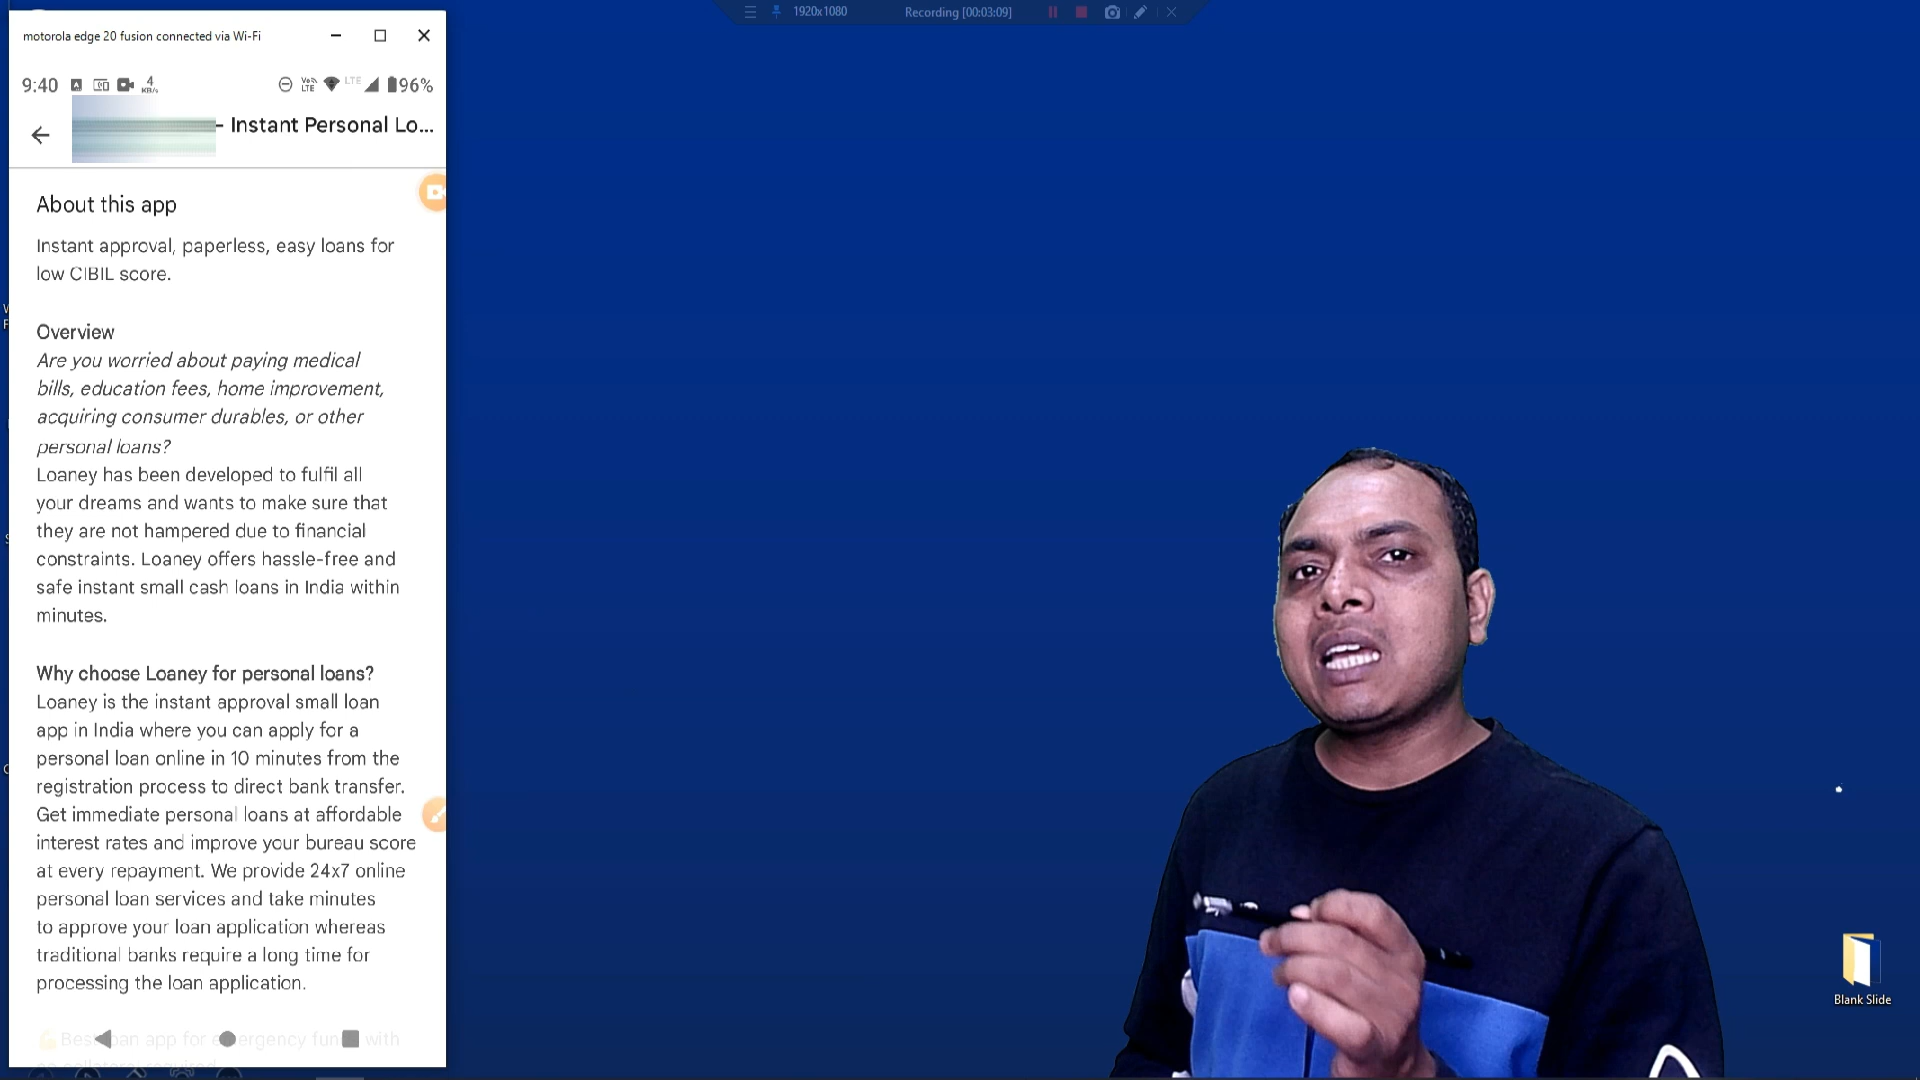 1920x1080
Recording [00:03:09]
motorola edge 20 fusion connected via Wi-Fi
9:40
4
KB/s
Vo
LTE
LTE
96%
- Instant Personal Lo...
About this app
Instant approval, paperless, easy loans for
low CIBIL score.
Overview
Are you worried about paying medical
bills, education fees, home improvement,
acquiring consumer durables, or other
personal loans?
Loaney has been developed to fulfil all
your dreams and wants to make sure that
they are not hampered due to financial
constraints. Loaney offers hassle-free and
safe instant small cash loans in India within
minutes.
Why choose Loaney for personal loans?
Loaney is the instant approval small loan
app in India where you can apply for a
personal loan online in 10 minutes from the
registration process to direct bank transfer.
Get immediate personal loans at affordable
interest rates and improve your bureau score
at every repayment. We provide 24x7 online
personal loan services and take minutes
to approve your loan application whereas
traditional banks require a long time for
processing the loan application.
app for with
Blank Slide